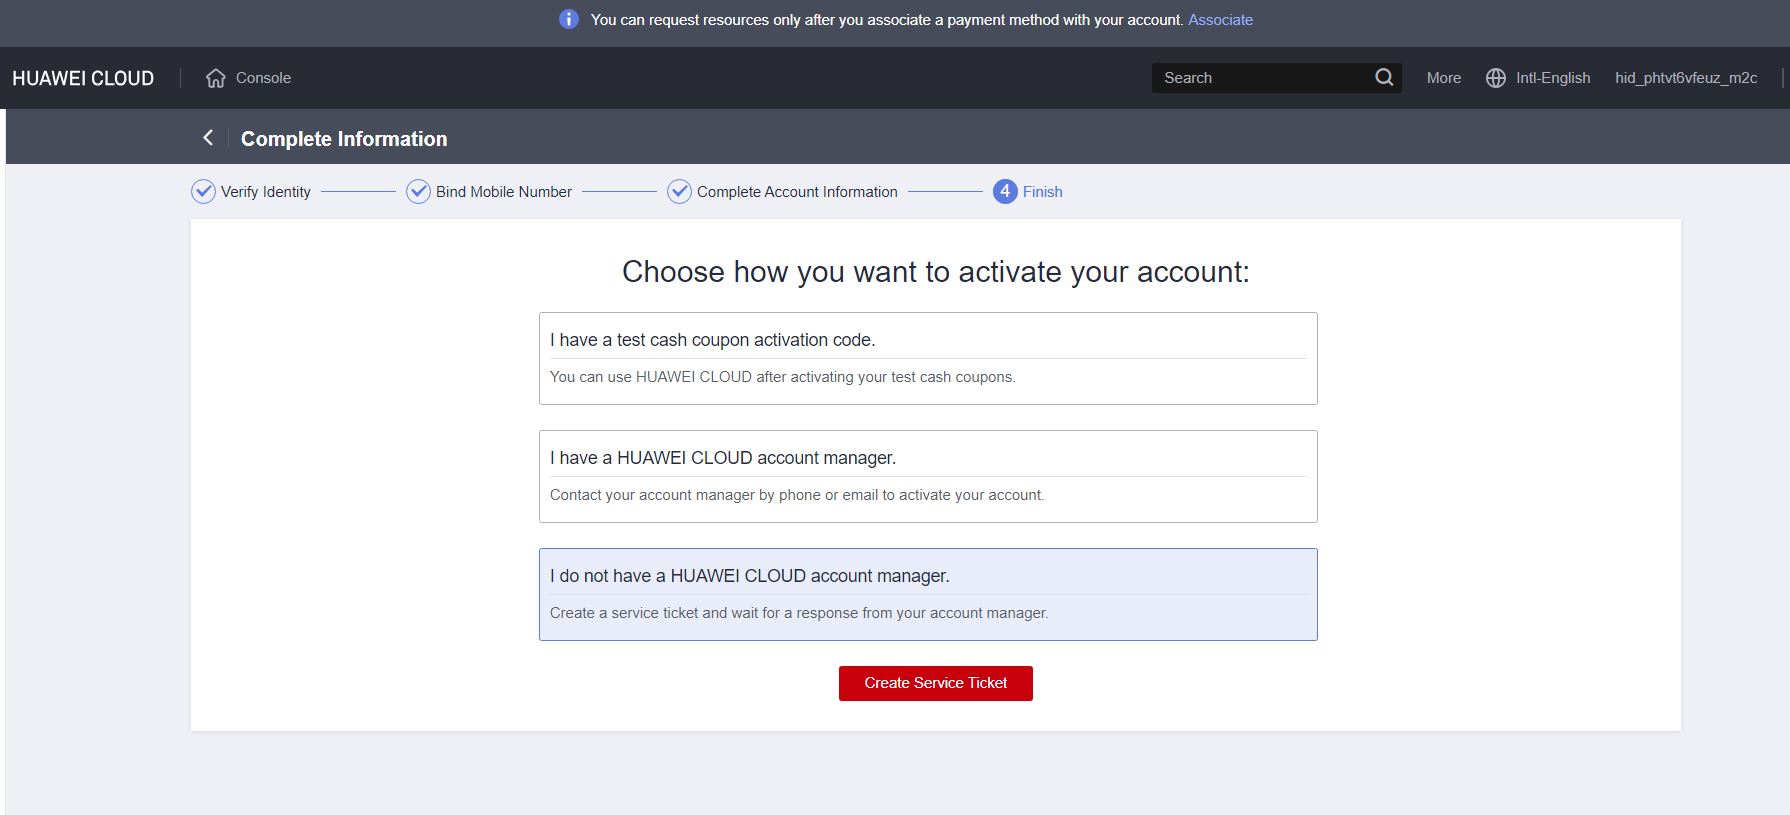 You can request resources only after you associate a payment method with your account. Associate
HUAWEI CLOUD Console Search More Intl-English hid_phtvt6vfeuz_m2c
Complete Information
Verify Identity Bind Mobile Number Complete Account Information 4 Finish
Choose how you want to activate your account:
I have a test cash coupon activation code.
You can use HUAWEI CLOUD after activating your test cash coupons.
I have a HUAWEI CLOUD account manager.
Contact your account manager by phone or email to activate your account.
I do not have a HUAWEI CLOUD account manager.
Create a service ticket and wait for a response from your account manager.
Create Service Ticket